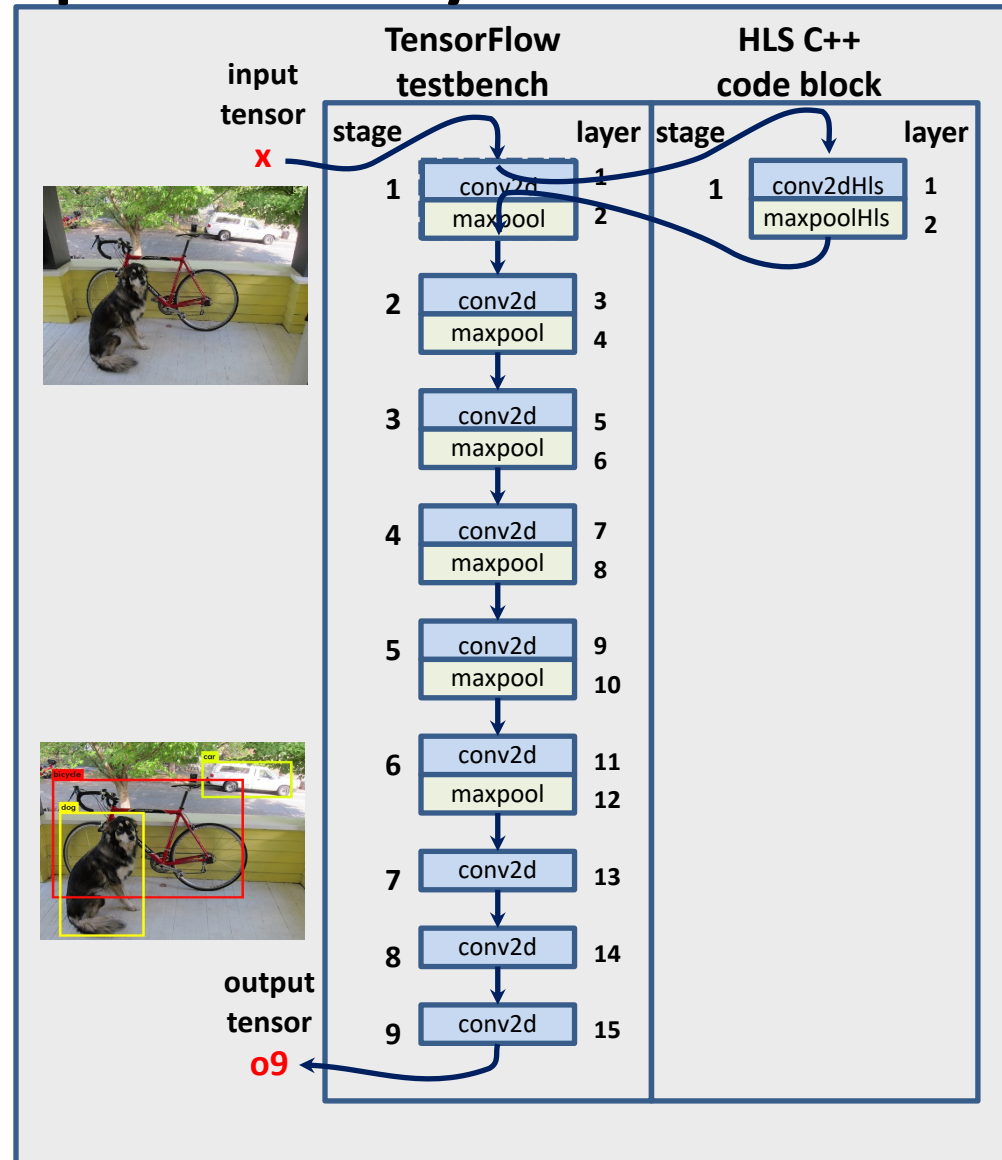 TensorFlow
testbench
HLS C++
code block
input
tensor
x
stage
layer
stage
layer
1
conv2d
1
maxpool
2
1
conv2dHls
1
maxpoolHls
2
2
conv2d
3
maxpool
4
3
conv2d
5
maxpool
6
4
conv2d
7
maxpool
8
5
conv2d
9
maxpool
10
6
conv2d
11
maxpool
12
car
bicycle
dog
7
conv2d
13
8
conv2d
14
output
tensor
o9
9
conv2d
15